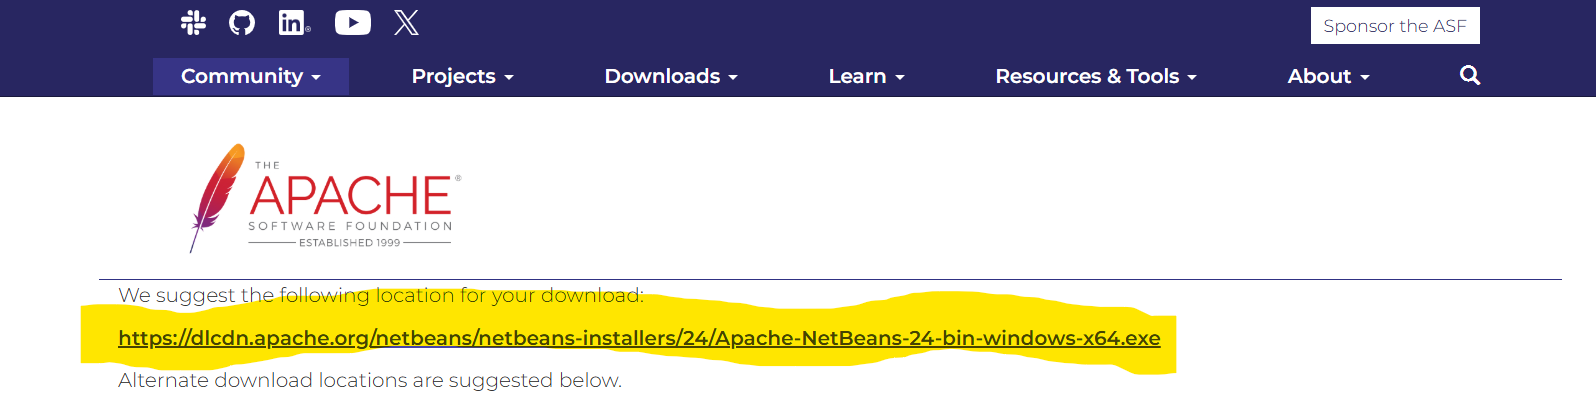 in®
Sponsor the ASF
Community Projects Downloads Learn Resources & Tools About
THE
APACHE®
SOFTWARE FOUNDATION
ESTABLISHED 1999
We suggest the following location for your download:
https://dlcdn.apache.org/netbeans/netbeans-installers/24/Apache-NetBeans-24-bin-windows-x64.exe
Alternate download locations are suggested below.